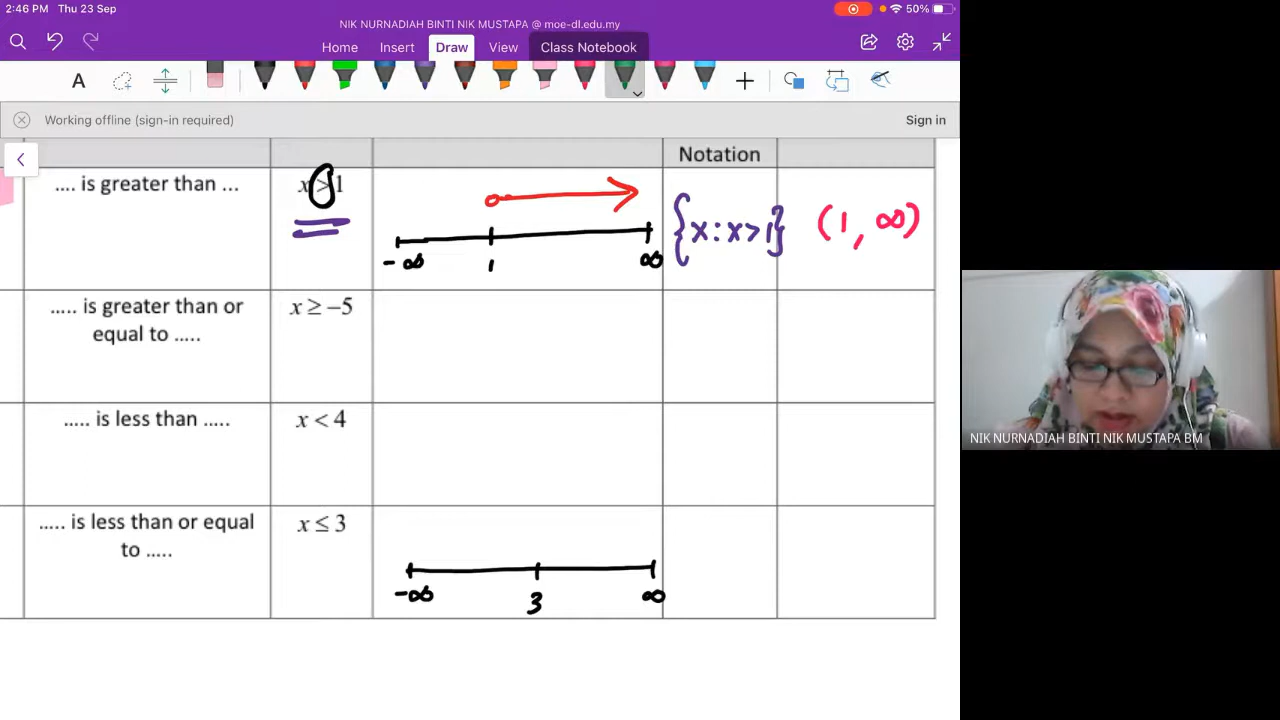 2:46 PM Thu 23 Sep
50%
NIK NURNADIAH BINTI NIK MUSTAPA @ moe-dl.edu.my
Home Insert Draw View Class Notebook
A
Working offline (sign-in required) Sign in
Notation
.... is greater than ... x > 1
-∞ 1 ∞
{x : x > 1} (1, ∞)
..... is greater than or
equal to .....
x ≥ −5
..... is less than ..... x < 4
..... is less than or equal
to .....
x ≤ 3
-∞ 3 ∞
NIK NURNADIAH BINTI NIK MUSTAPA BM